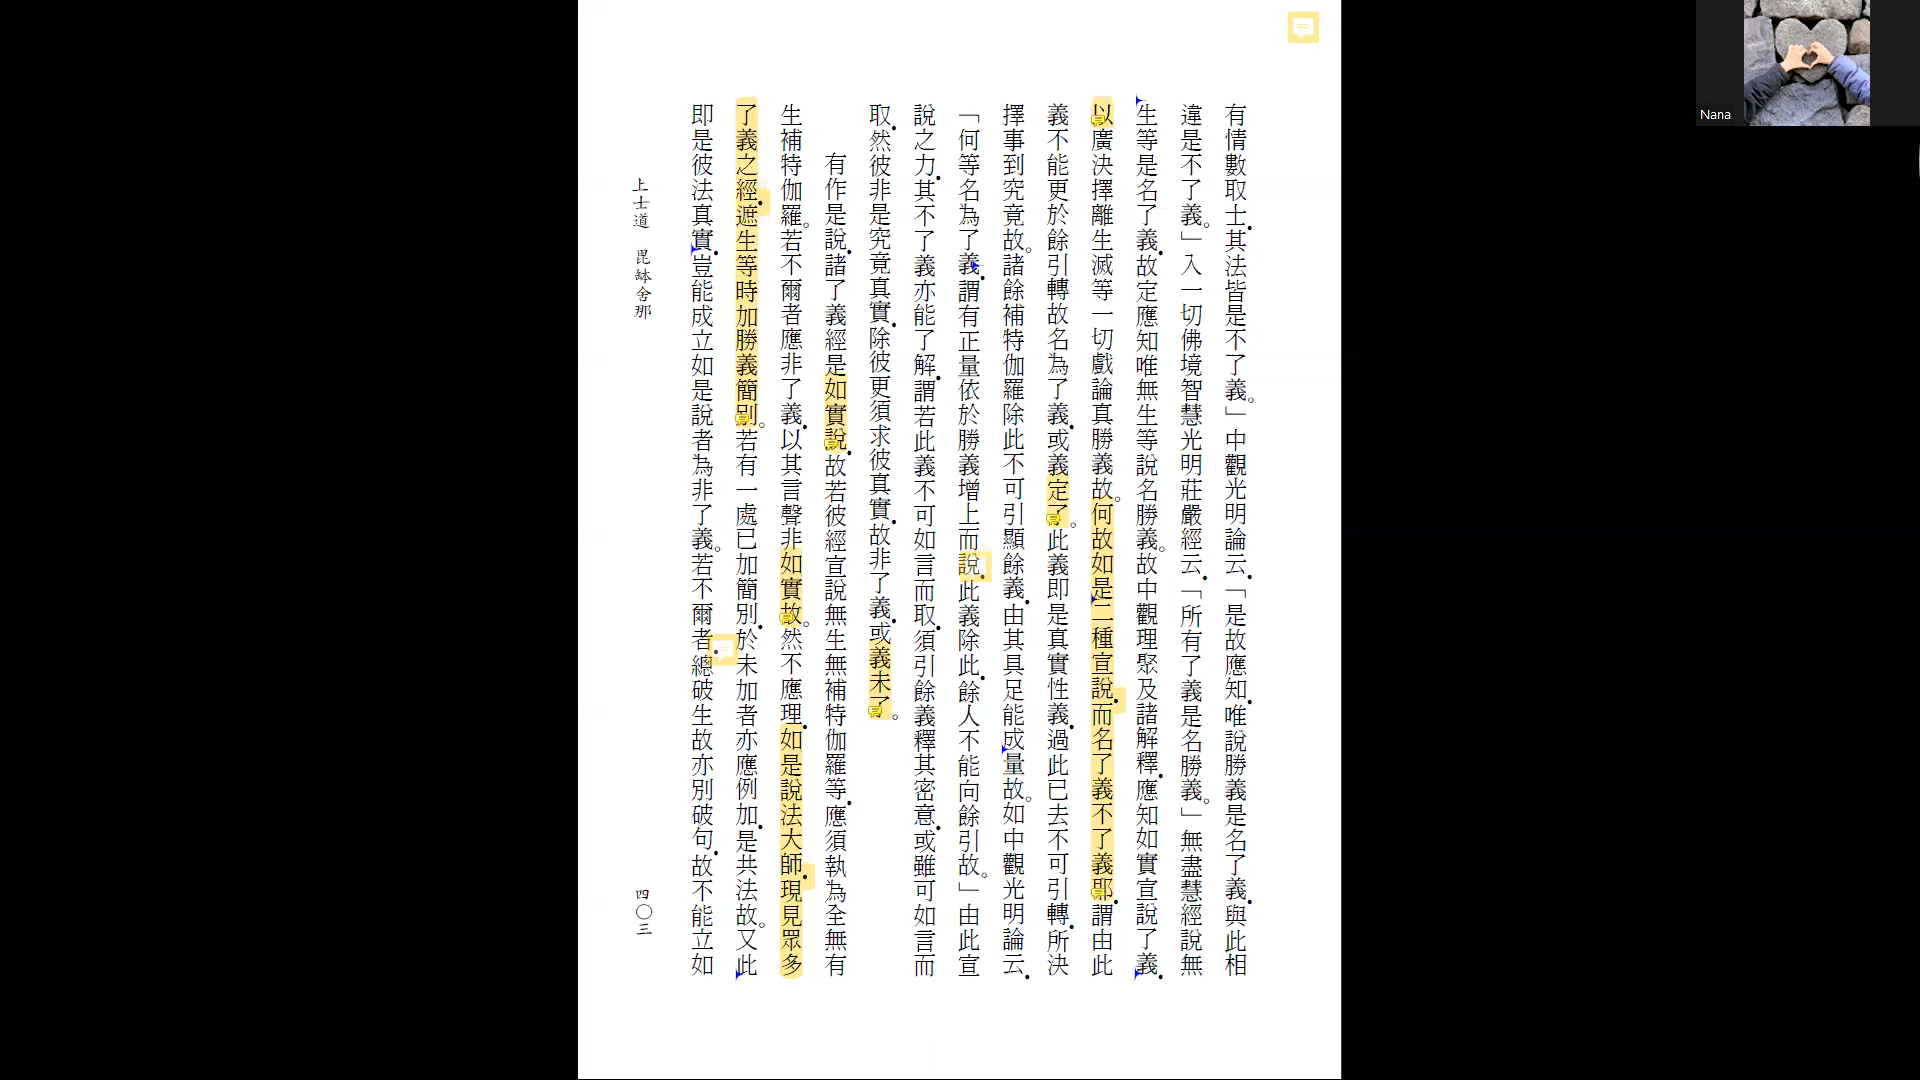 有情數取士，其法皆是不了義。」中觀光明論云，「是故應知，唯說勝義是名了義，與此相
違是不了義。」入一切佛境智慧光明莊嚴經云，「所有了義是名勝義。」無盡慧經說無
生等是名了義，故定應知唯無生等說名勝義。故中觀理聚及諸解釋，應知如實宣說了義，
以廣決擇離生滅等一切戲論真勝義故。何故如是二種宣說，而名了義不了義耶，謂由此
義不能更於餘引轉故名為了義，或義定了。此義即是真實性義，過此已去不可引轉，所決
擇事到究竟故。諸餘補特伽羅除此不可引顯餘義，由其具足能成量故。如中觀光明論云，
「何等名為了義，謂有正量依於勝義增上而說，此義除此，餘人不能向餘引故。」由此宣
說之力，其不了義亦能了解，謂若此義不可如言而取，須引餘義釋其密意，或雖可如言而
取，然彼非是究竟真實，除彼更須求彼真實，故非了義，或義未了。
有作是說，諸了義經是如實說，故若彼經宣說無生無補特伽羅等，應須執為全無有
生補特伽羅。若不爾者應非了義，以其言聲非如實故。然不應理，如是說法大師，現見眾多
了義之經，遮生等時加勝義簡別。若有一處已加簡別，於未加者亦應例加，是共法故。又此
即是彼法真實，豈能成立如是說者為非了義。若不爾者，總破生故亦別破句，故不能立如
上士道 毘缽舍那
四〇三
Nana